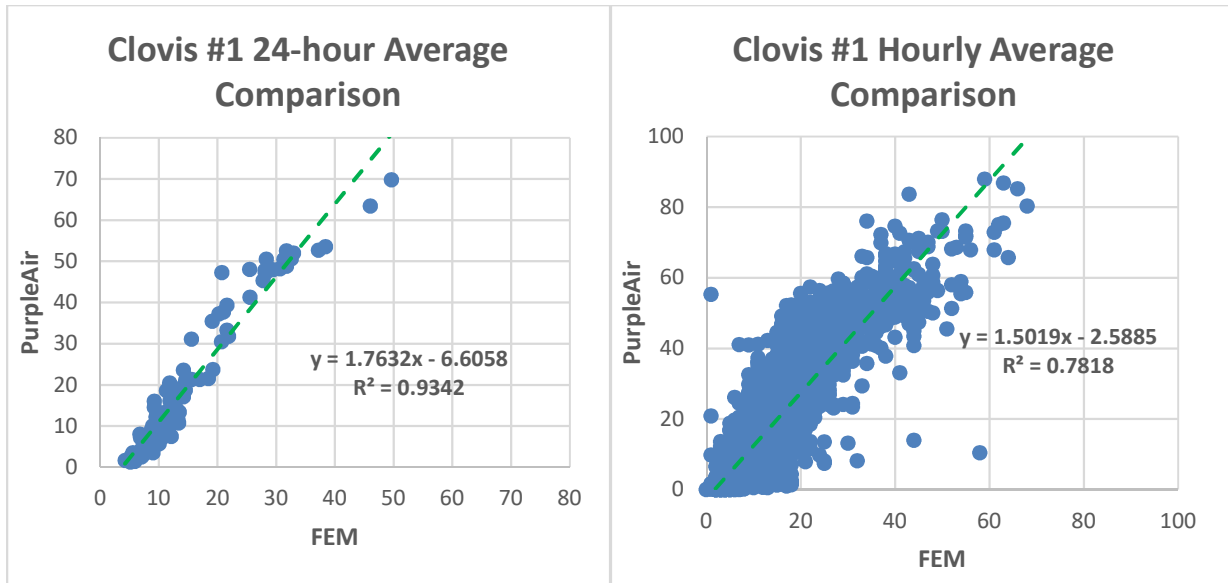 Clovis #1 24-hour Average
Comparison
80
70
60
50
40
30
20
10
0
PurpleAir
y = 1.7632x - 6.6058
R² = 0.9342
0 10 20 30 40 50 60 70 80
FEM
Clovis #1 Hourly Average
Comparison
100
80
60
40
20
0
PurpleAir
y = 1.5019x - 2.5885
R² = 0.7818
0 20 40 60 80 100
FEM